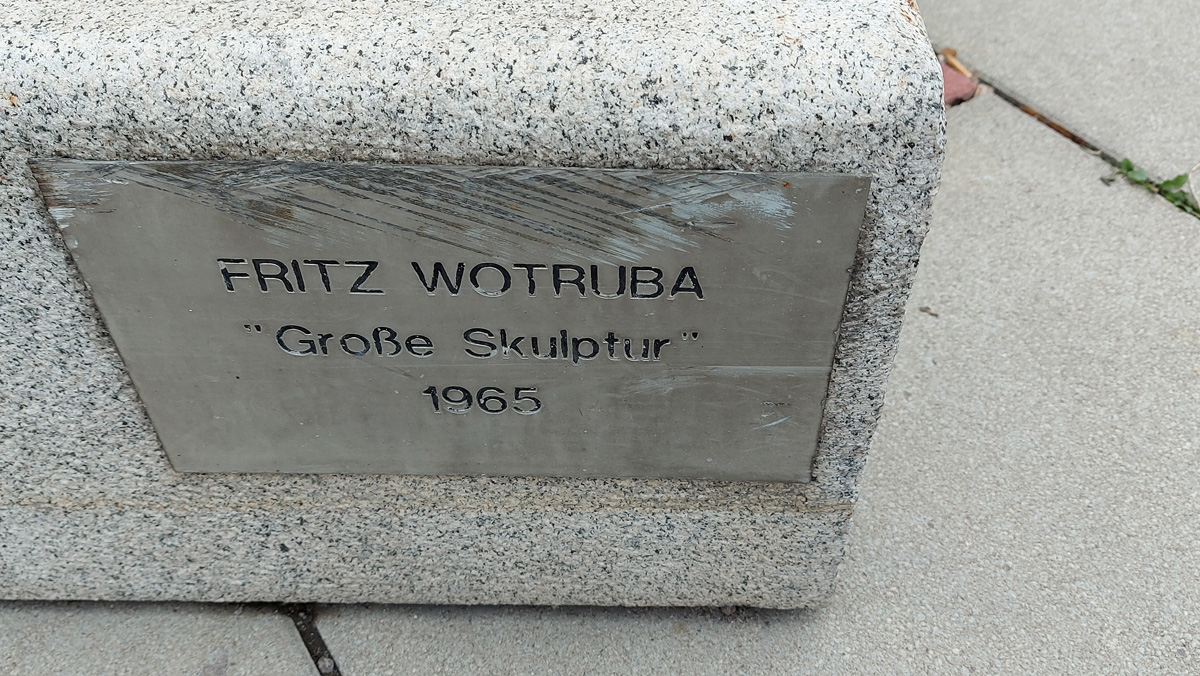 FRITZ WOTRUBA
"Große Skulptur"
1965